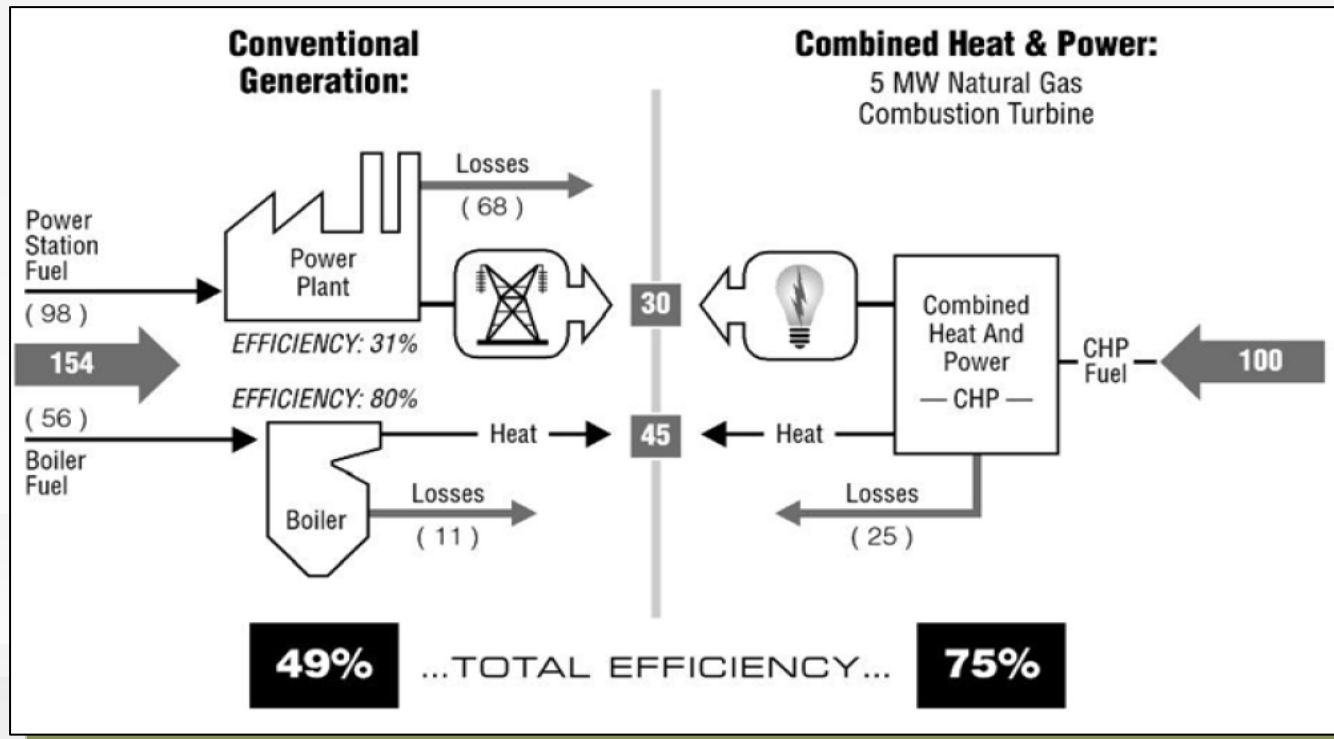 Conventional
Generation:
Combined Heat & Power:
5 MW Natural Gas
Combustion Turbine
Losses
( 68 )
Power
Station
Fuel
( 98 )
Power
Plant
EFFICIENCY: 31%
154
30
Combined
Heat And
Power
— CHP —
CHP
Fuel
100
EFFICIENCY: 80%
( 56 )
Boiler
Fuel
Heat
45
Heat
Boiler
Losses
( 11 )
Losses
( 25 )
49% ...TOTAL EFFICIENCY... 75%